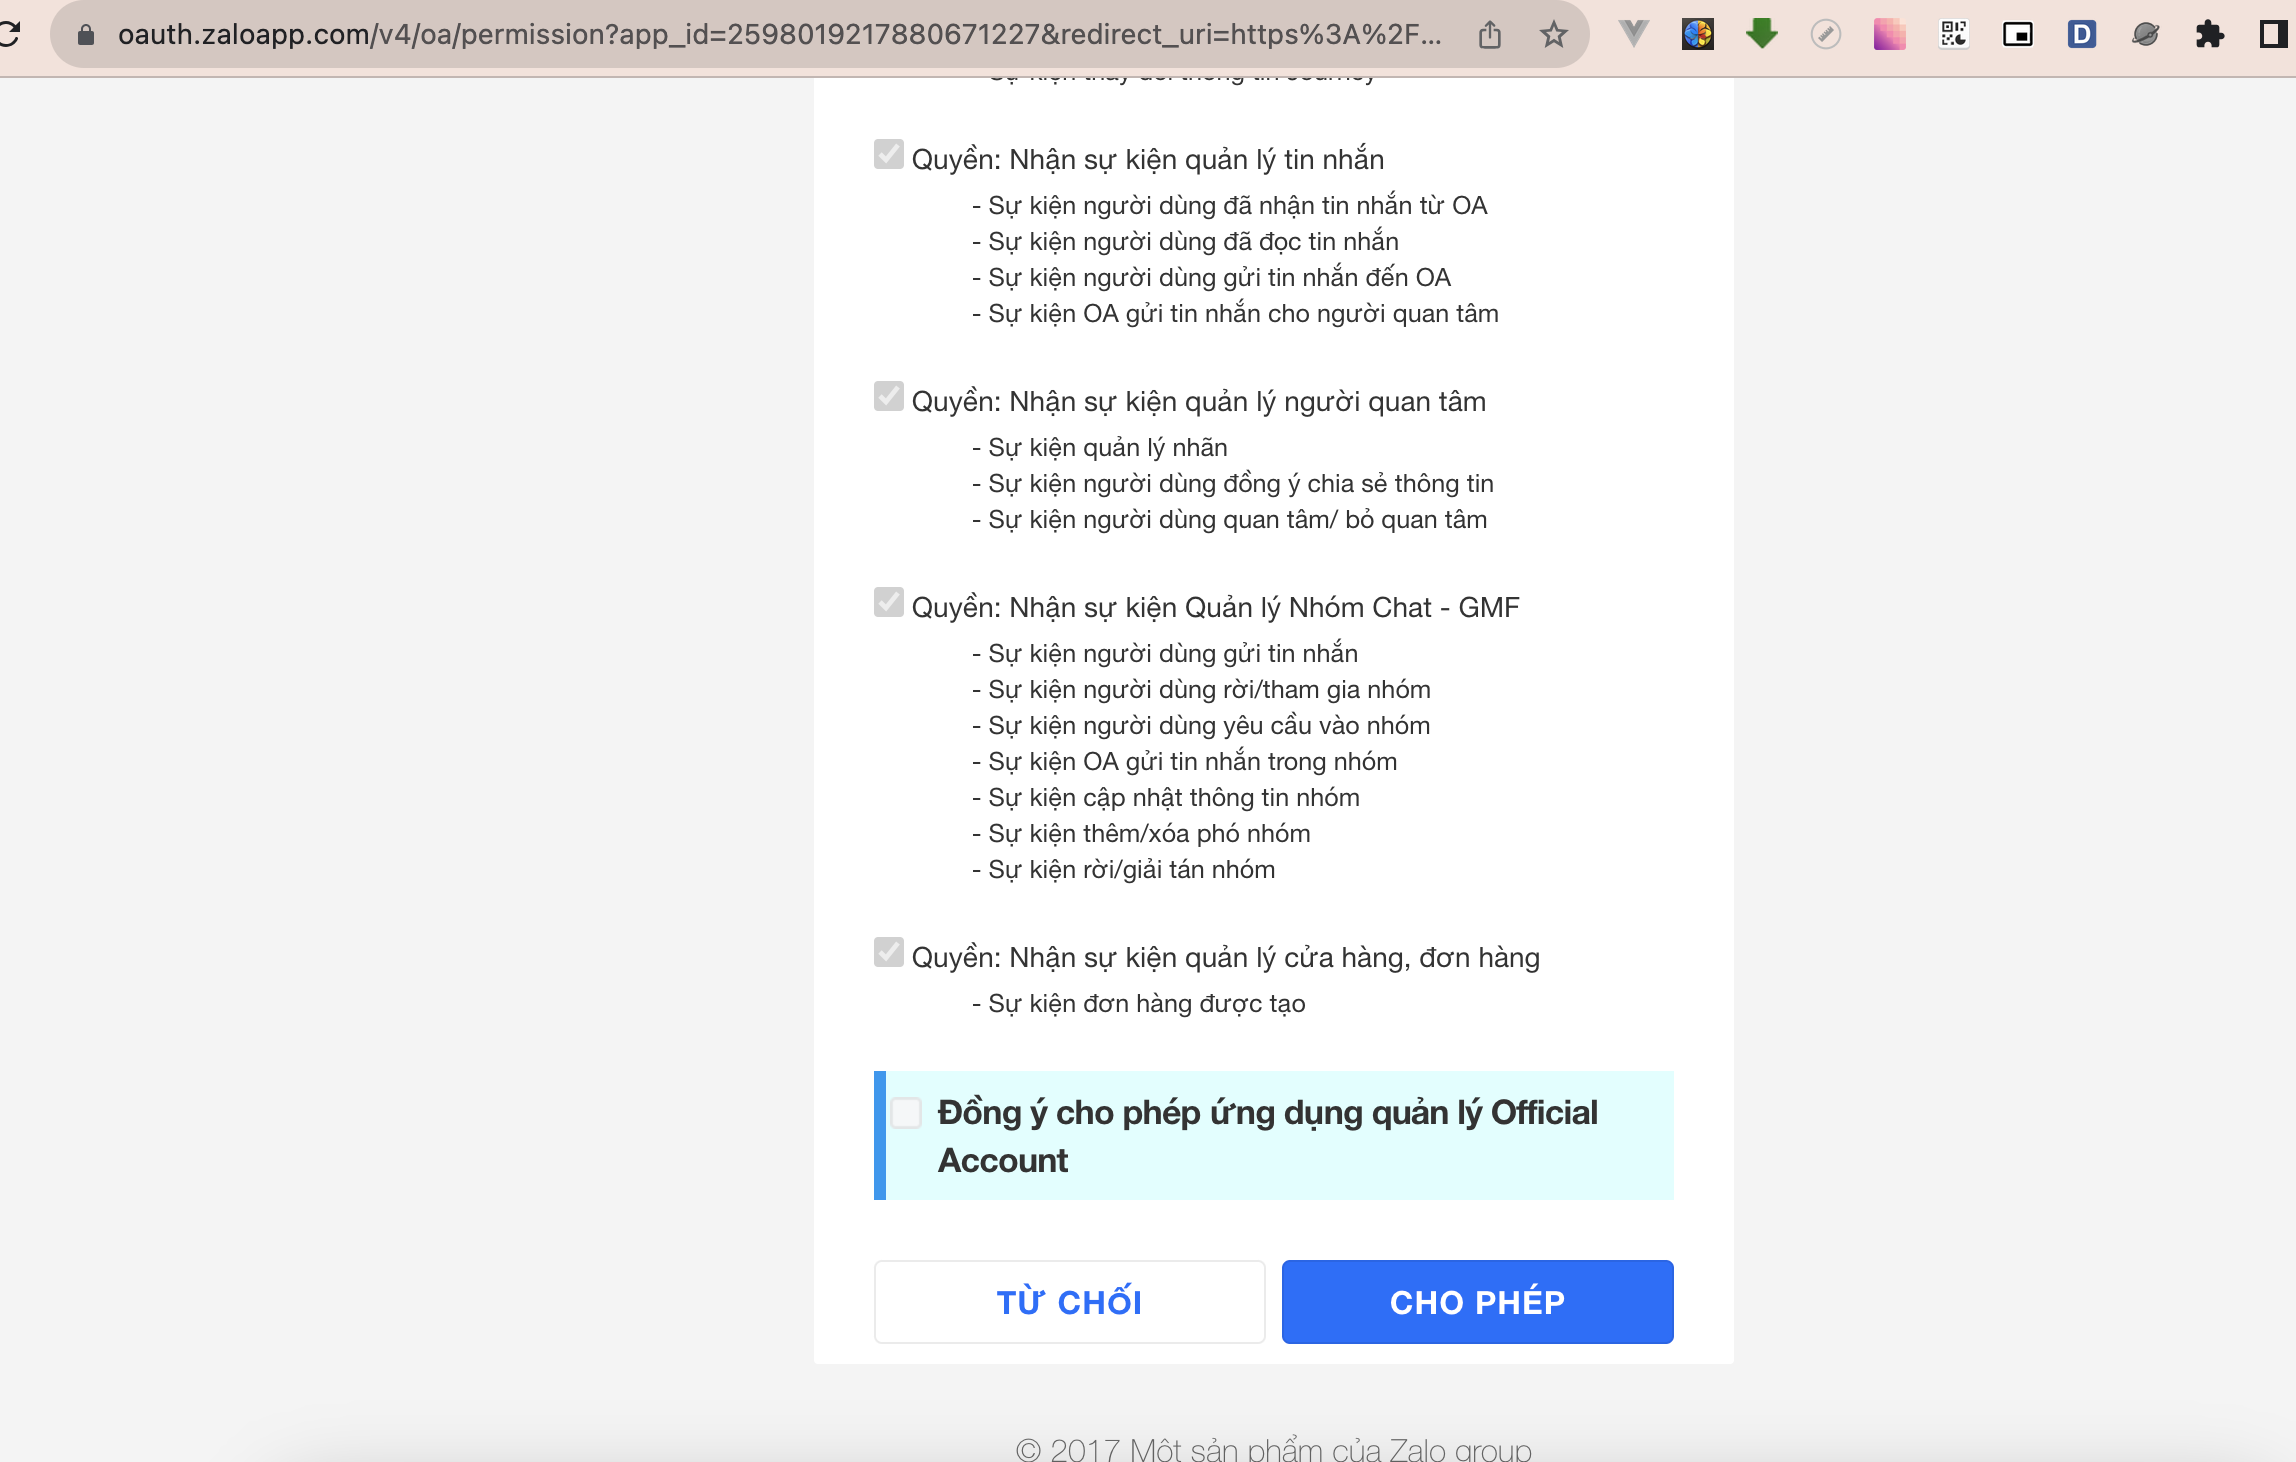 oauth.zaloapp.com/v4/oa/permission?app_id=2598019217880671227&redirect_uri=https%3A%2F...
- Sự kiện thay đổi thông tin Journey
Quyền: Nhận sự kiện quản lý tin nhắn
- Sự kiện người dùng đã nhận tin nhắn từ OA
- Sự kiện người dùng đã đọc tin nhắn
- Sự kiện người dùng gửi tin nhắn đến OA
- Sự kiện OA gửi tin nhắn cho người quan tâm
Quyền: Nhận sự kiện quản lý người quan tâm
- Sự kiện quản lý nhãn
- Sự kiện người dùng đồng ý chia sẻ thông tin
- Sự kiện người dùng quan tâm/ bỏ quan tâm
Quyền: Nhận sự kiện Quản lý Nhóm Chat - GMF
- Sự kiện người dùng gửi tin nhắn
- Sự kiện người dùng rời/tham gia nhóm
- Sự kiện người dùng yêu cầu vào nhóm
- Sự kiện OA gửi tin nhắn trong nhóm
- Sự kiện cập nhật thông tin nhóm
- Sự kiện thêm/xóa phó nhóm
- Sự kiện rời/giải tán nhóm
Quyền: Nhận sự kiện quản lý cửa hàng, đơn hàng
- Sự kiện đơn hàng được tạo
Đồng ý cho phép ứng dụng quản lý Official
Account
TỪ CHỐI
CHO PHÉP
© 2017 Một sản phẩm của Zalo group